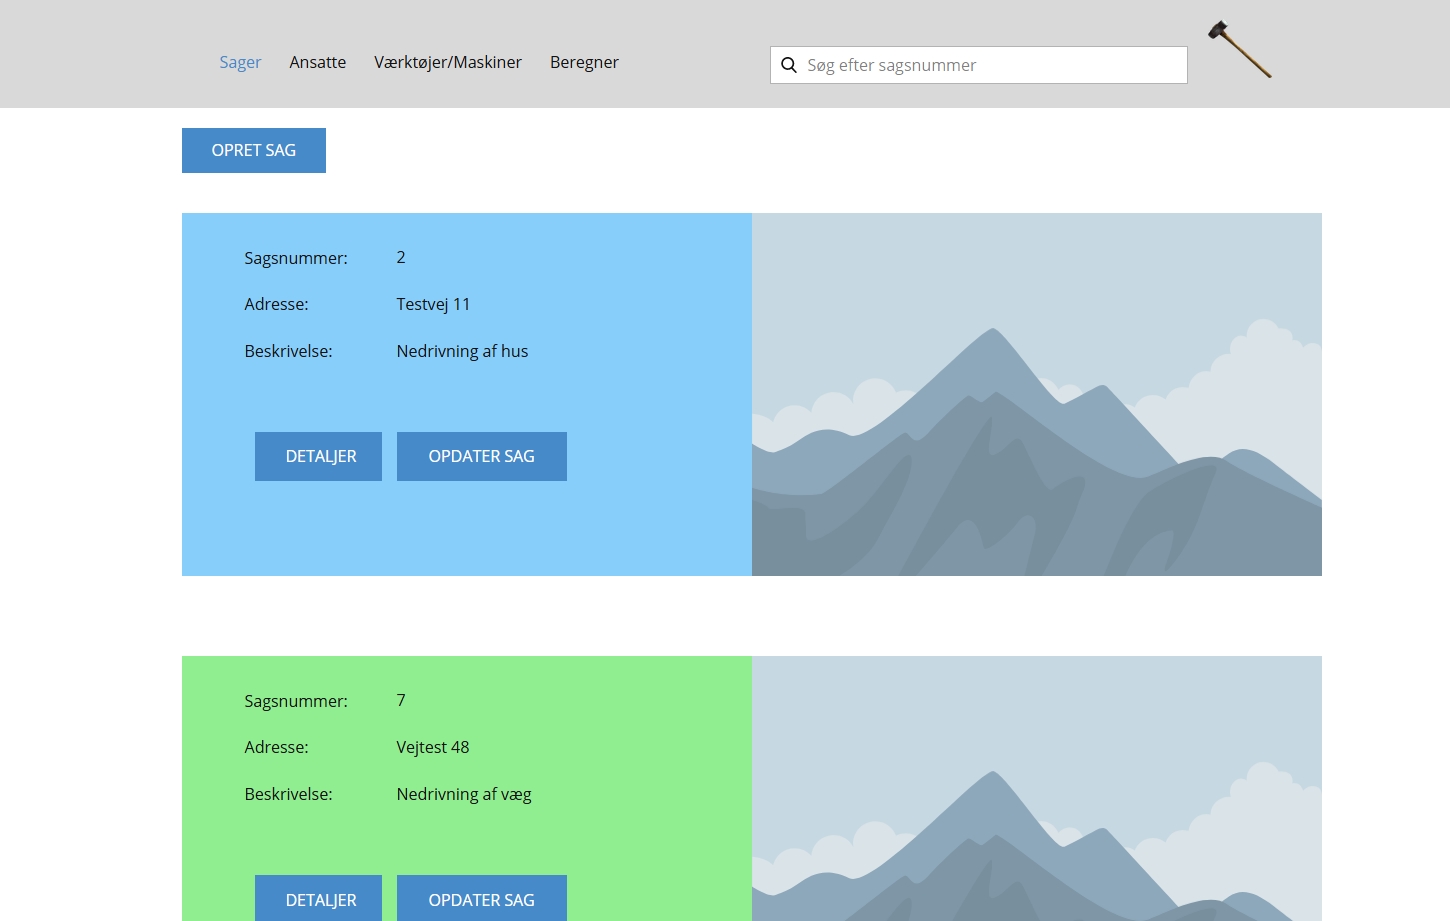 Sager Ansatte Værktøjer/Maskiner Beregner
Søg efter sagsnummer
OPRET SAG
Sagsnummer: 2
Adresse: Testvej 11
Beskrivelse: Nedrivning af hus
DETALJER OPDATER SAG
Sagsnummer: 7
Adresse: Vejtest 48
Beskrivelse: Nedrivning af væg
DETALJER OPDATER SAG